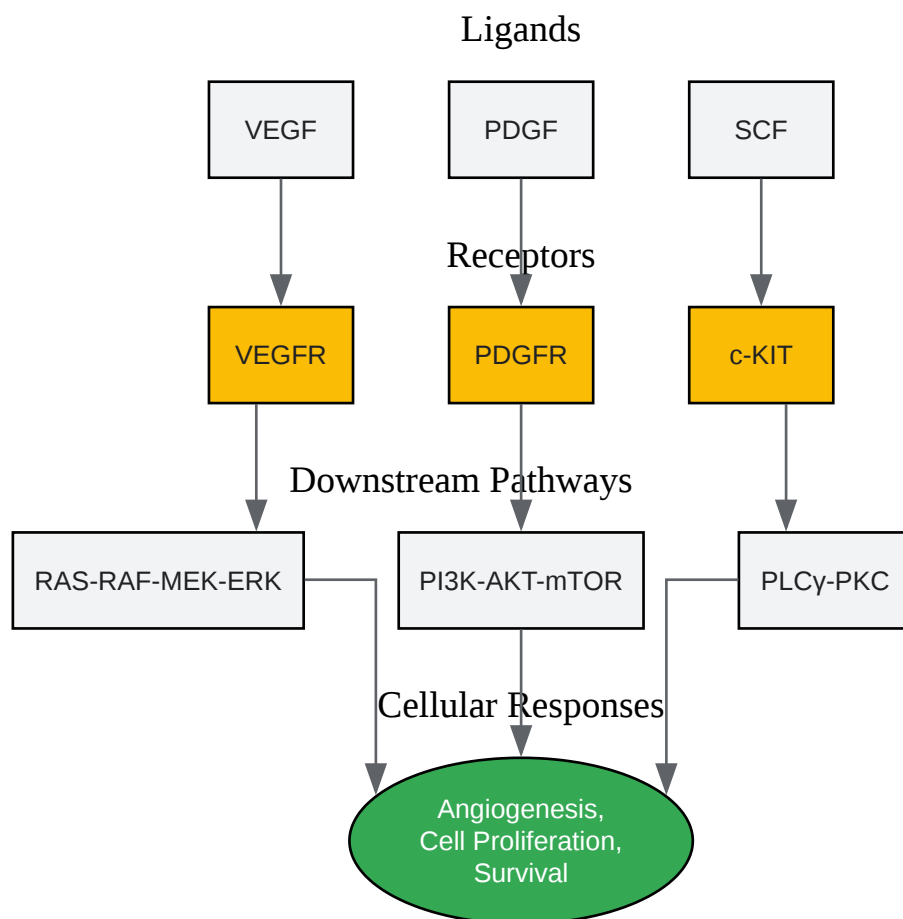 Ligands
VEGF
PDGF
SCF
Receptors
VEGFR
PDGFR
c-KIT
Downstream Pathways
RAS-RAF-MEK-ERK
PI3K-AKT-mTOR
PLCγ-PKC
Cellular Responses
Angiogenesis,
Cell Proliferation,
Survival